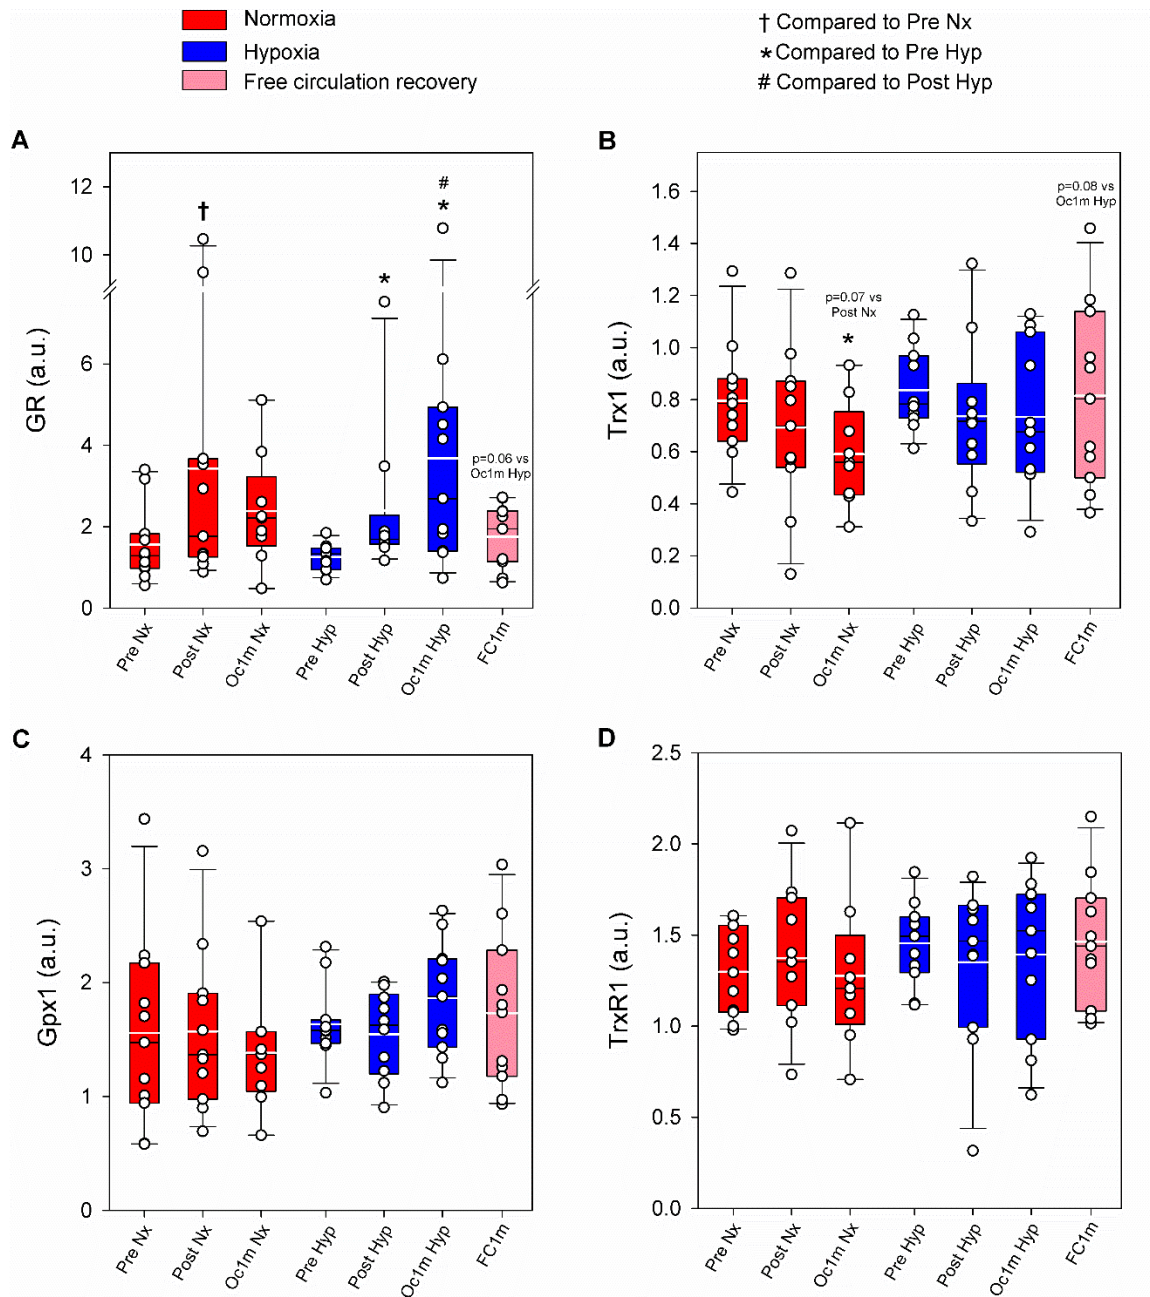 Normoxia
Hypoxia
Free circulation recovery
† Compared to Pre Nx
* Compared to Pre Hyp
# Compared to Post Hyp
A
GR (a.u.)
12
10
6
4
2
0
†
*
#
*
p=0.06 vs
Oc1m Hyp
Pre Nx
Post Nx
Oc1m Nx
Pre Hyp
Post Hyp
Oc1m Hyp
FC1m
B
Trx1 (a.u.)
1.6
1.4
1.2
1.0
0.8
0.6
0.4
0.2
0.0
p=0.07 vs
Post Nx
*
p=0.08 vs
Oc1m Hyp
Pre Nx
Post Nx
Oc1m Nx
Pre Hyp
Post Hyp
Oc1m Hyp
FC1m
C
Gpx1 (a.u.)
4
3
2
1
0
Pre Nx
Post Nx
Oc1m Nx
Pre Hyp
Post Hyp
Oc1m Hyp
FC1m
D
TrxR1 (a.u.)
2.5
2.0
1.5
1.0
0.5
0.0
Pre Nx
Post Nx
Oc1m Nx
Pre Hyp
Post Hyp
Oc1m Hyp
FC1m